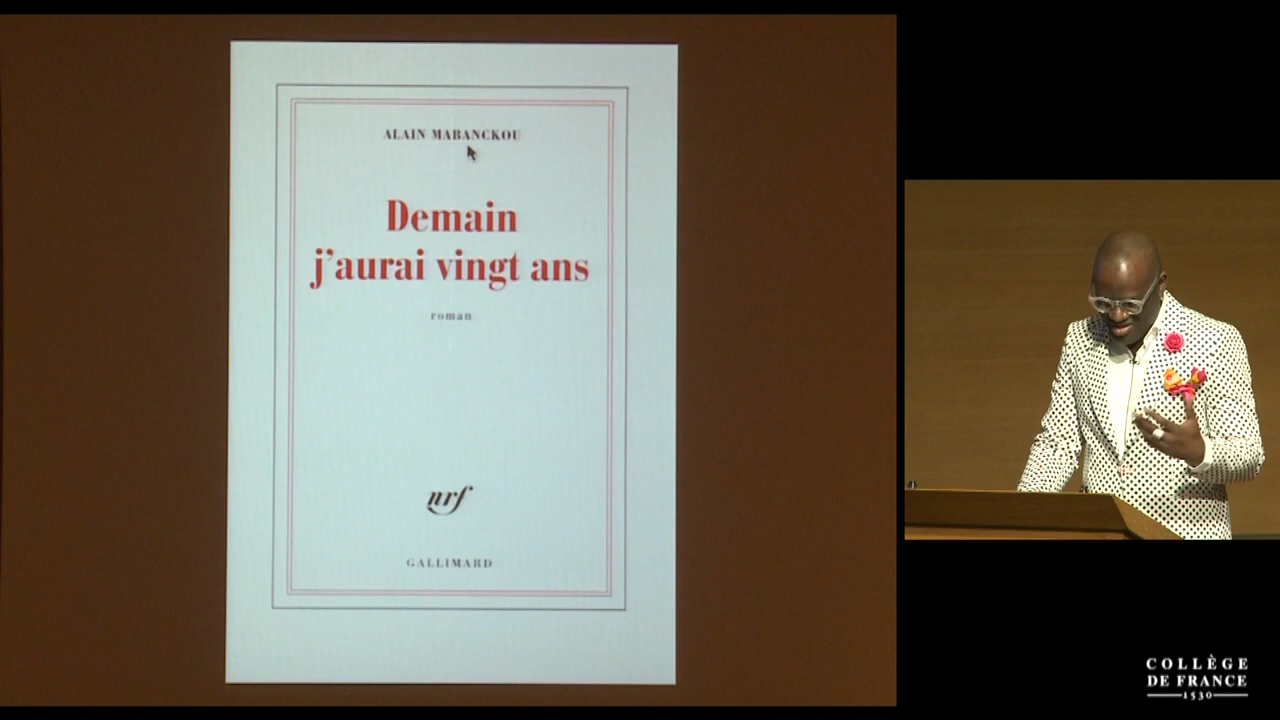 ALAIN MABANCKOU
Demain
j'aurai vingt ans
roman
nrf
GALLIMARD
COLLÈGE
DE FRANCE
1530